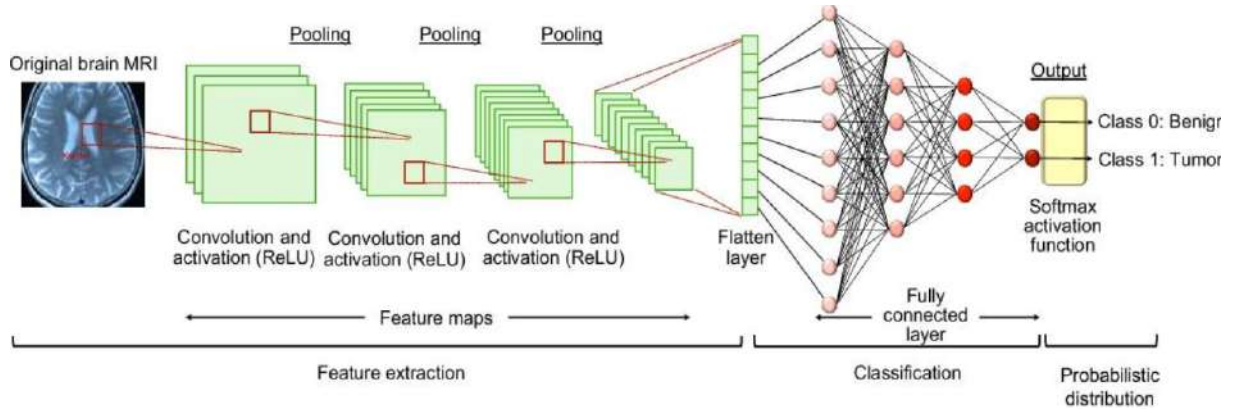 Pooling
Pooling
Pooling
Original brain MRI
Output
Class 0: Benigr
Class 1: Tumor
Convolution and
activation (ReLU)
Convolution and
activation (ReLU)
Convolution and
activation (ReLU)
Flatten
layer
Softmax
activation
function
Feature maps
Fully
connected
layer
Feature extraction
Classification
Probabilistic
distribution